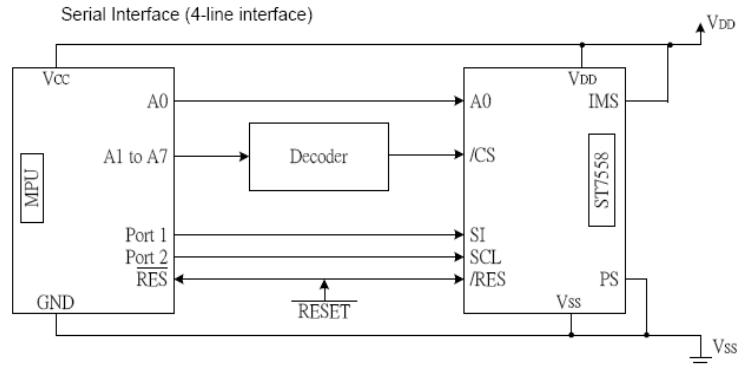 Serial Interface (4-line interface)
VDD
VCC
VDD
A0
A0
IMS
A1 to A7
Decoder
/CS
MPU
ST7558
Port 1
SI
Port 2
SCL
RES
/RES
PS
RESET
GND
VSS
VSS